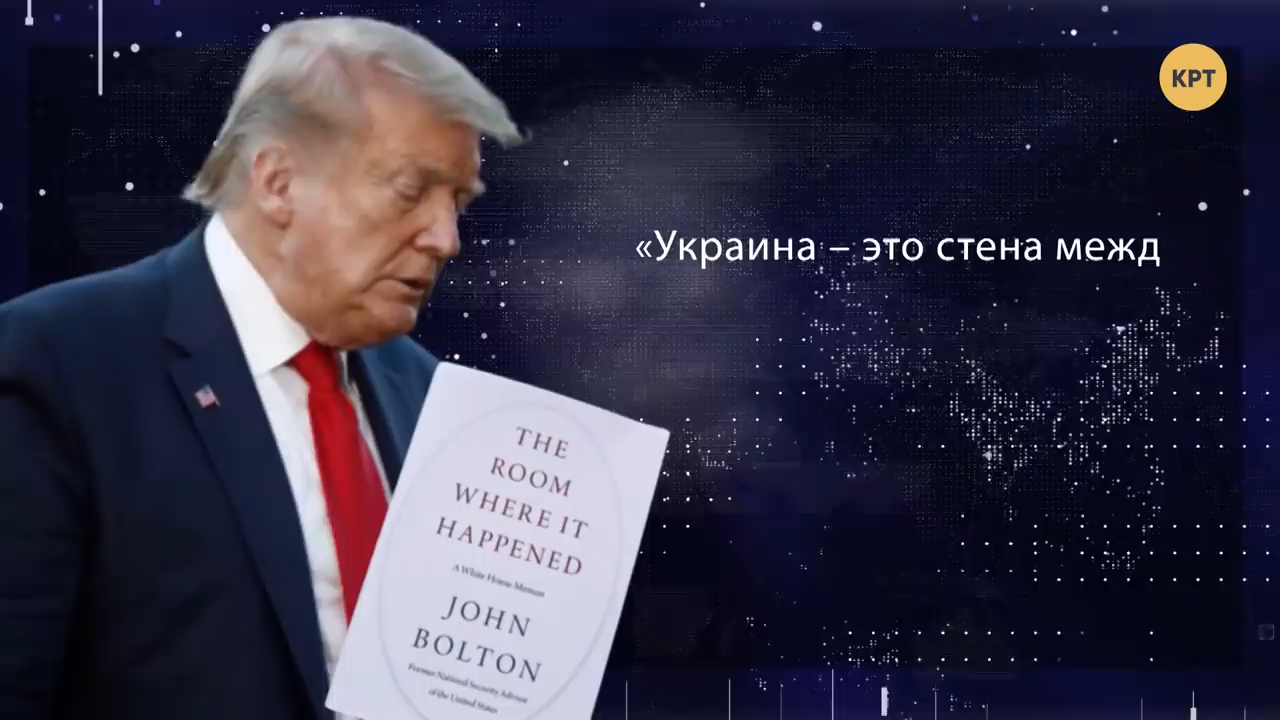 КРТ
«Украина – это стена межд
THE
ROOM
WHERE IT
HAPPENED
A White House Memoir
JOHN
BOLTON
Former National Security Advisor
of the United States